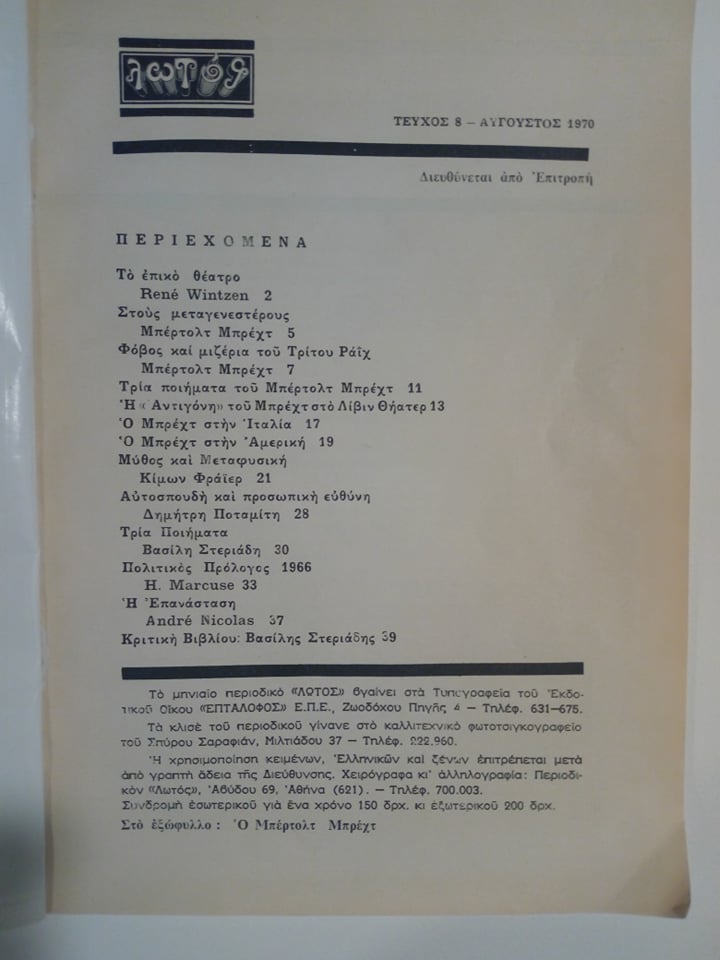 λωτός
ΤΕΥΧΟΣ 8 – ΑΥΓΟΥΣΤΟΣ 1970
Διευθύνεται ἀπὸ Ἐπιτροπή
ΠΕΡΙΕΧΟΜΕΝΑ
Τὸ ἐπικὸ θέατρο
René Wintzen 2
Στοὺς μεταγενεστέρους
Μπέρτολτ Μπρέχτ 5
Φόβος καί μιζέρια τοῦ Τρίτου Ράϊχ
Μπέρτολτ Μπρέχτ 7
Τρία ποιήματα τοῦ Μπέρτολτ Μπρέχτ 11
Ἡ «Ἀντιγόνη» τοῦ Μπρέχτ στὸ Λίβιν Θήατερ 13
Ὁ Μπρέχτ στὴν Ἰταλία 17
Ὁ Μπρέχτ στὴν Ἀμερική 19
Μύθος καὶ Μεταφυσική
Κίμων Φράϊερ 21
Αὐτοσπουδὴ καὶ προσωπικὴ εὐθύνη
Δημήτρη Ποταμίτη 28
Τρία Ποιήματα
Βασίλη Στεριάδη 30
Πολιτικὸς Πρόλογος 1966
H. Marcuse 33
Ἡ Ἐπανάσταση
André Nicolas 37
Κριτικὴ Βιβλίου: Βασίλης Στεριάδης 39
Τὸ μηνιαῖο περιοδικὸ «ΛΩΤΟΣ» βγαίνει στὰ Τυπογραφεῖα τοῦ Ἐκδο-
τικοῦ Οἴκου «ΕΠΤΑΛΟΦΟΣ» Ε.Π.Ε., Ζωοδόχου Πηγῆς 4 – Τηλέφ. 631–675.
Τὰ κλισὲ τοῦ περιοδικοῦ γίνανε στὸ καλλιτεχνικὸ φωτοτσιγκογραφεῖο
τοῦ Σπύρου Σαραφιάν, Μιλτιάδου 37 – Τηλέφ. 222.960.
Ἡ χρησιμοποίηση κειμένων, Ἑλληνικῶν καὶ ξένων ἐπιτρέπεται μετὰ
ἀπὸ γραπτὴ ἄδεια τῆς Διεύθυνσης. Χειρόγραφα κι' ἀλληλογραφία: Περιοδι-
κὸν «Λωτός», Ἀβύδου 69, Ἀθήνα (621). – Τηλέφ. 700.003.
Συνδρομὴ ἐσωτερικοῦ γιὰ ἕνα χρόνο 150 δρχ. κι ἐξωτερικοῦ 200 δρχ.
Στὸ ἐξώφυλλο : Ὁ Μπέρτολτ Μπρέχτ